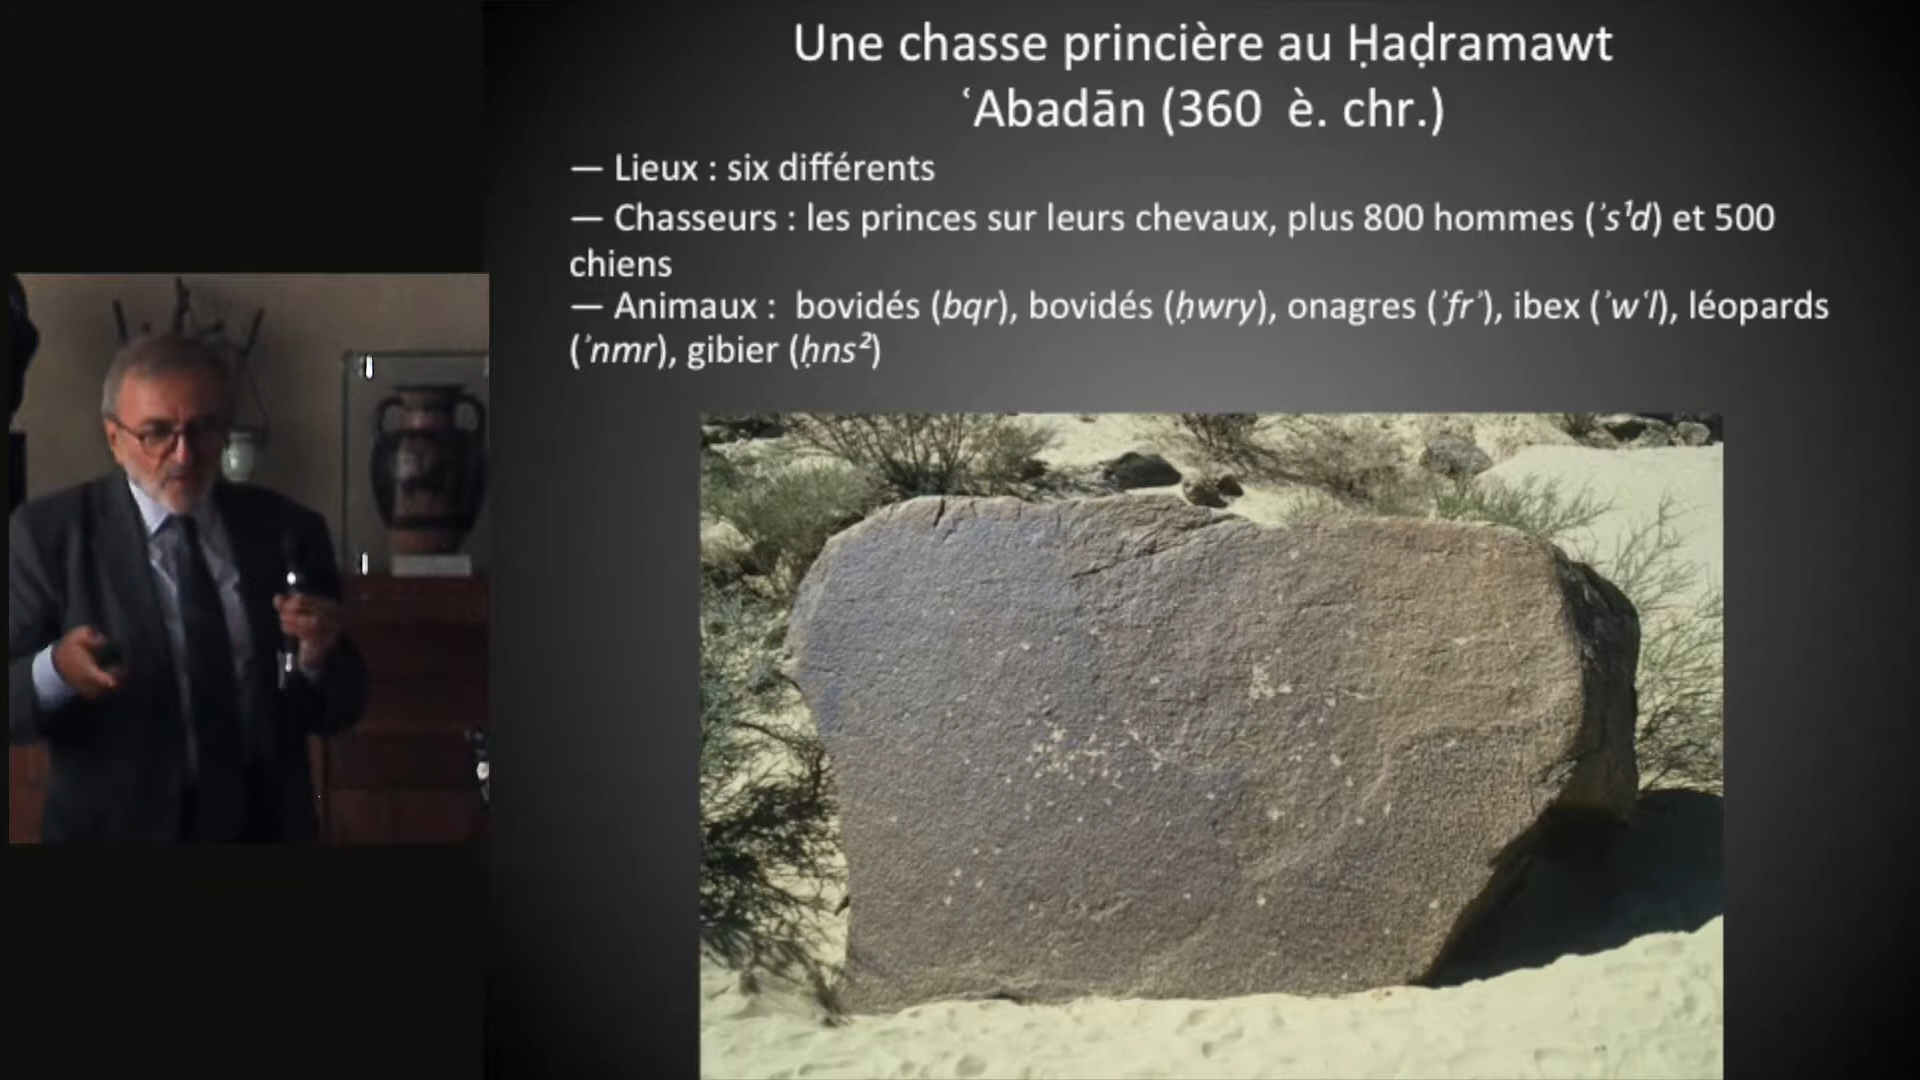 Une chasse princière au Ḥaḍramawt
ʿAbadān (360  è. chr.)
— Lieux : six différents
— Chasseurs : les princes sur leurs chevaux, plus 800 hommes (ʾs¹d) et 500
chiens
— Animaux :  bovidés (bqr), bovidés (ḥwry), onagres (ʾfrʾ), ibex (ʾwʿl), léopards
(ʾnmr), gibier (ḥns²)